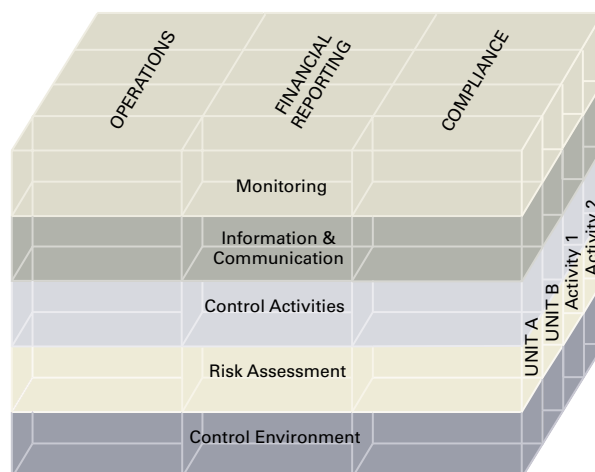 OPERATIONS
FINANCIAL
REPORTING
COMPLIANCE
Monitoring
Information &
Communication
Control Activities
Risk Assessment
Control Environment
UNIT A
UNIT B
Activity 1
Activity 2